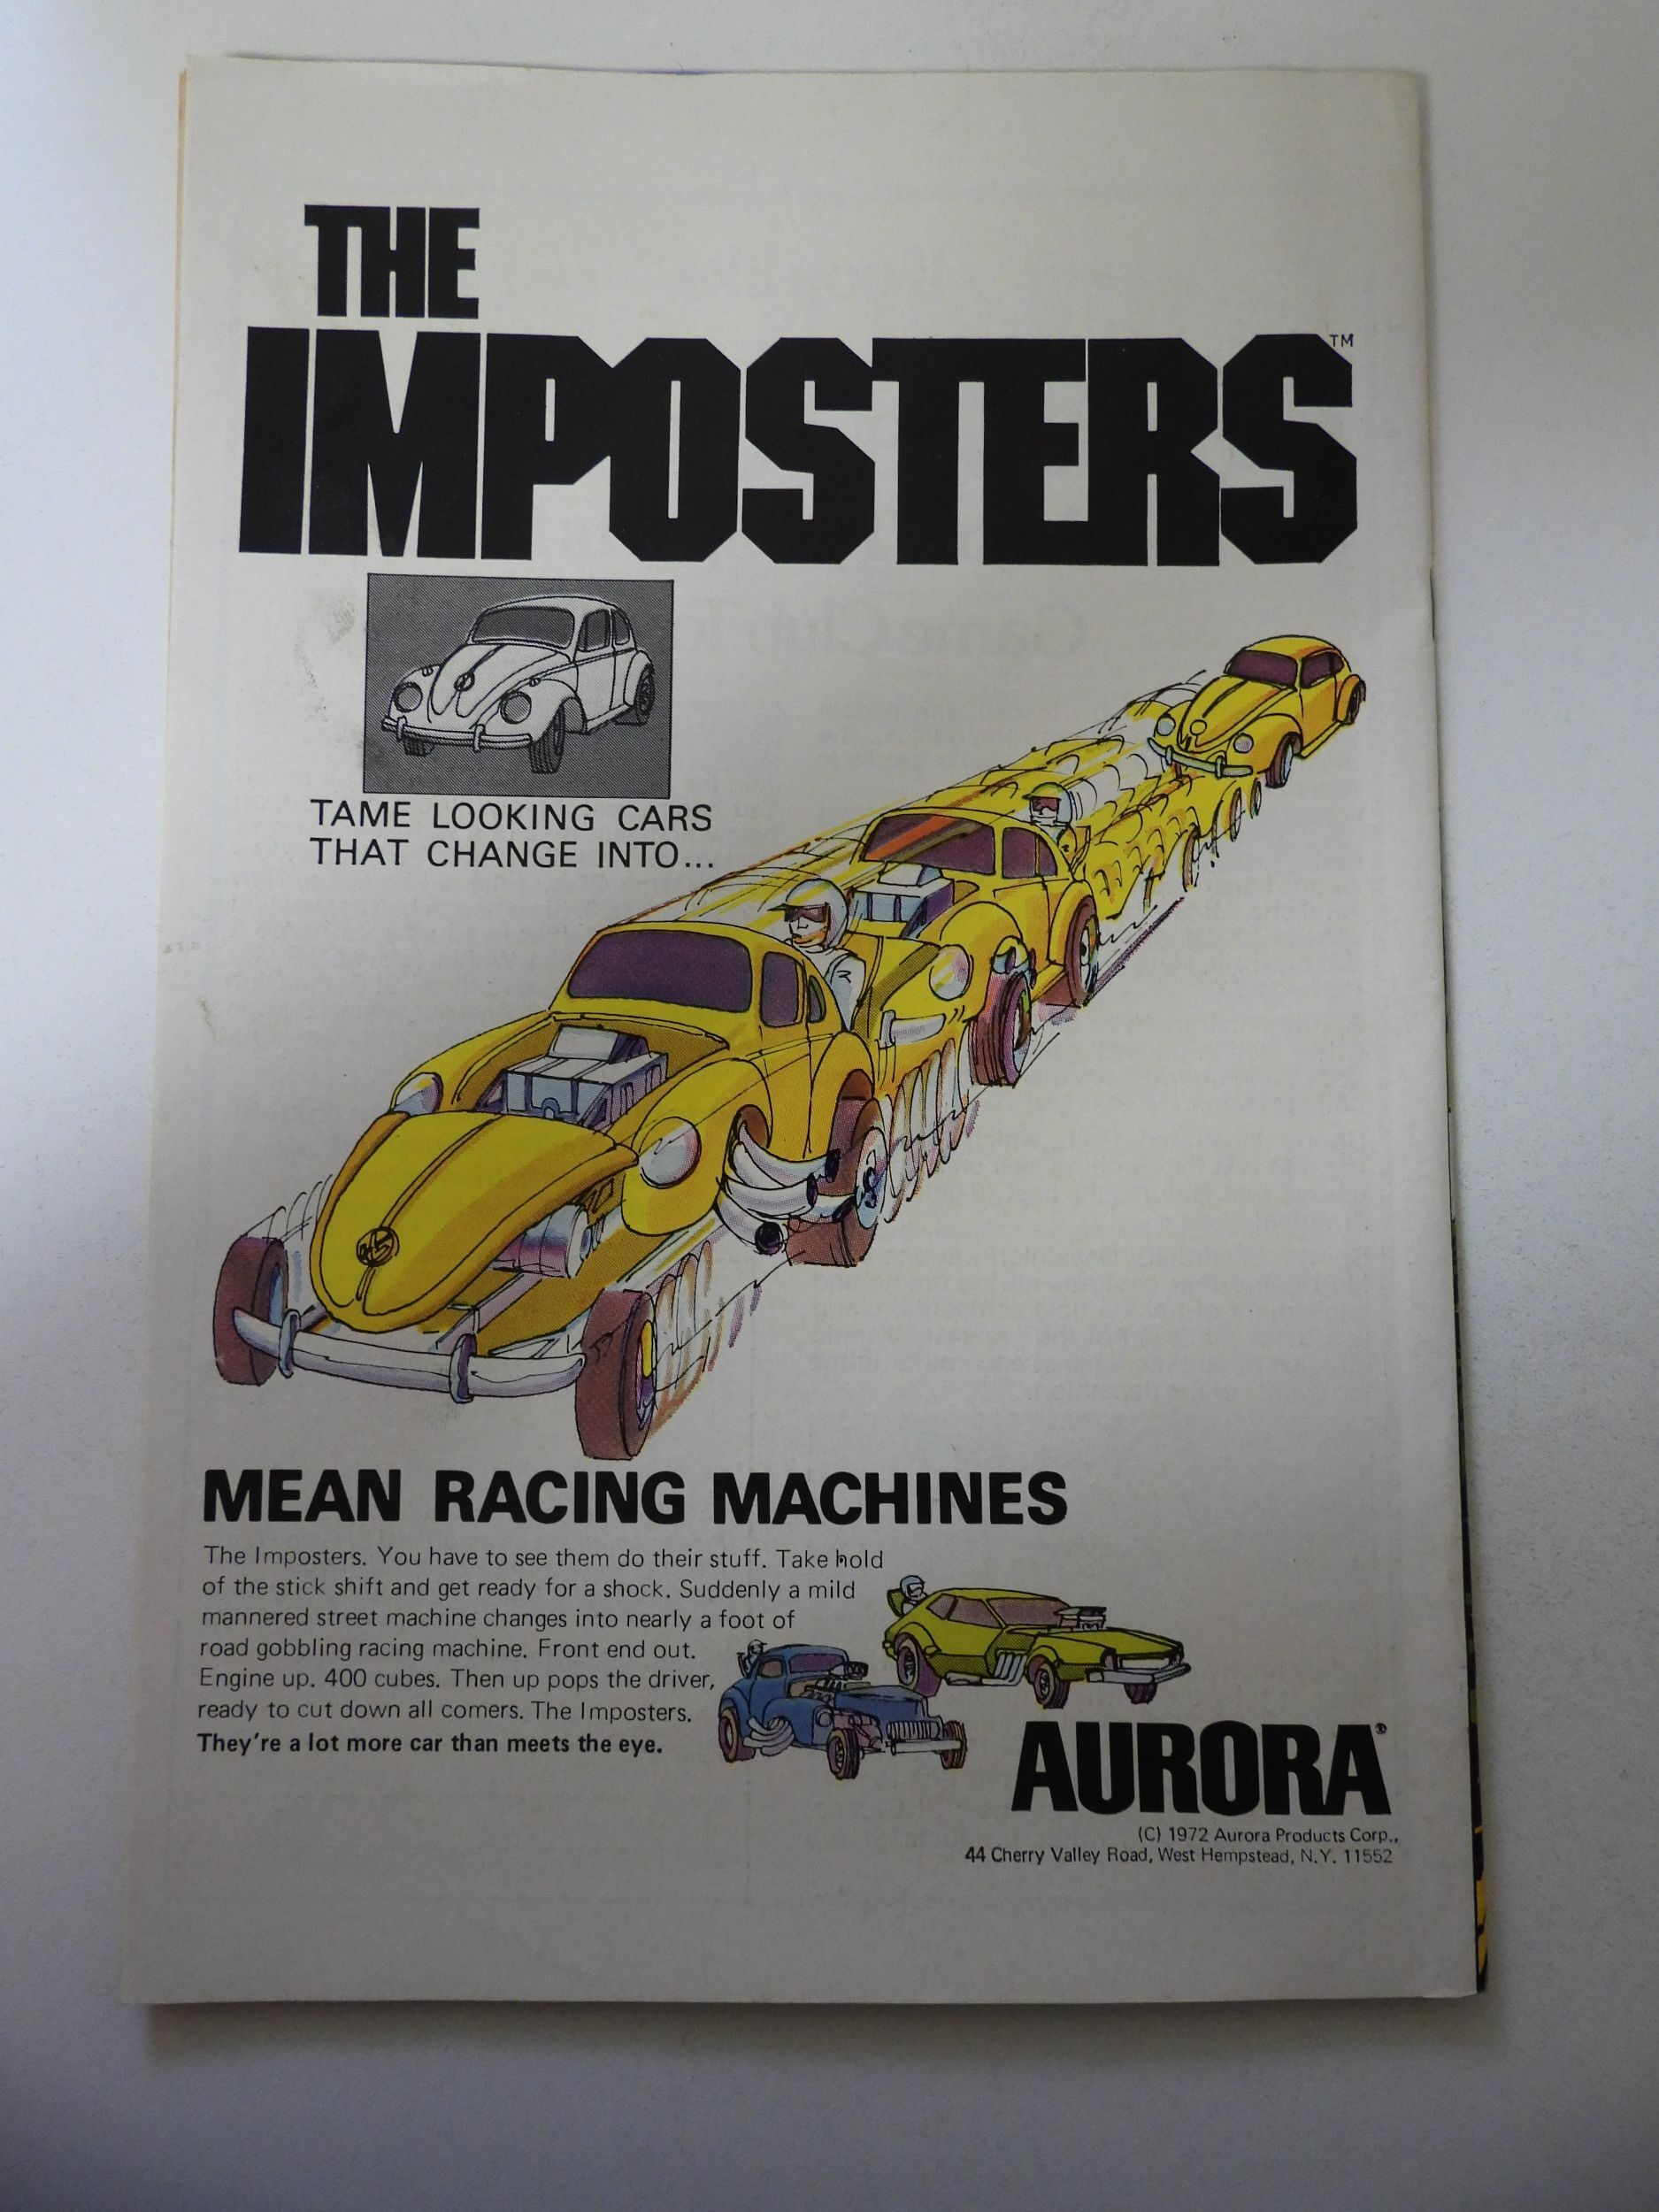 THE
IMPOSTERS™
TAME LOOKING CARS
THAT CHANGE INTO...
MEAN RACING MACHINES
The Imposters. You have to see them do their stuff. Take hold
of the stick shift and get ready for a shock. Suddenly a mild
mannered street machine changes into nearly a foot of
road gobbling racing machine. Front end out.
Engine up. 400 cubes. Then up pops the driver,
ready to cut down all comers. The Imposters.
They're a lot more car than meets the eye.
AURORA®
(C) 1972 Aurora Products Corp.,
44 Cherry Valley Road, West Hempstead, N.Y. 11552